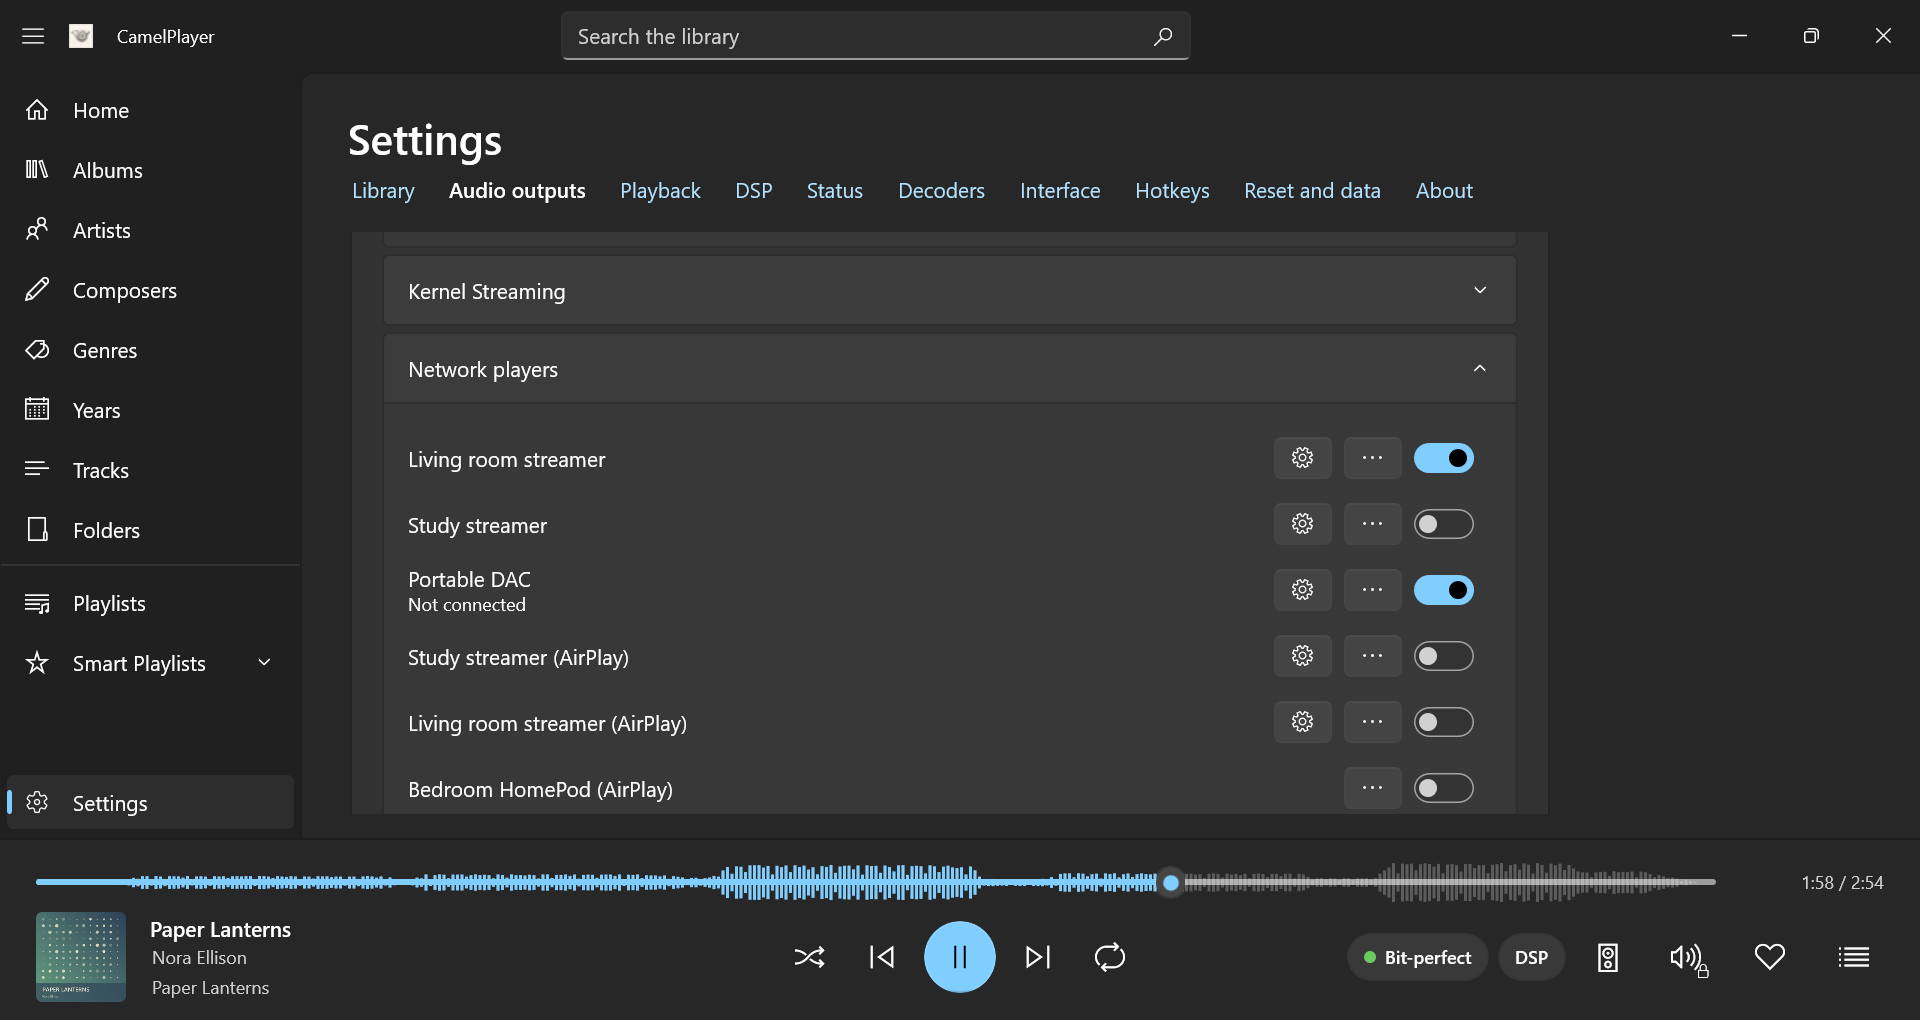 CamelPlayer
Search the library
Home
Albums
Artists
Composers
Genres
Years
Tracks
Folders
Playlists
Smart Playlists
Settings
Settings
Library Audio outputs Playback DSP Status Decoders Interface Hotkeys Reset and data About
Kernel Streaming
Network players
Living room streamer
Study streamer
Portable DAC
Not connected
Study streamer (AirPlay)
Living room streamer (AirPlay)
Bedroom HomePod (AirPlay)
1:58 / 2:54
PAPER LANTERNS
Paper Lanterns
Nora Ellison
Paper Lanterns
Bit-perfect
DSP